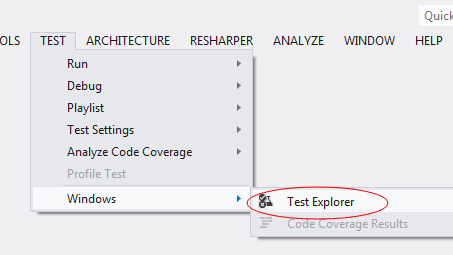 Quick
OLS TEST ARCHITECTURE RESHARPER ANALYZE WINDOW HELP
Run
Debug
Playlist
Test Settings
Analyze Code Coverage
Profile Test
Windows
Test Explorer
Code Coverage Results